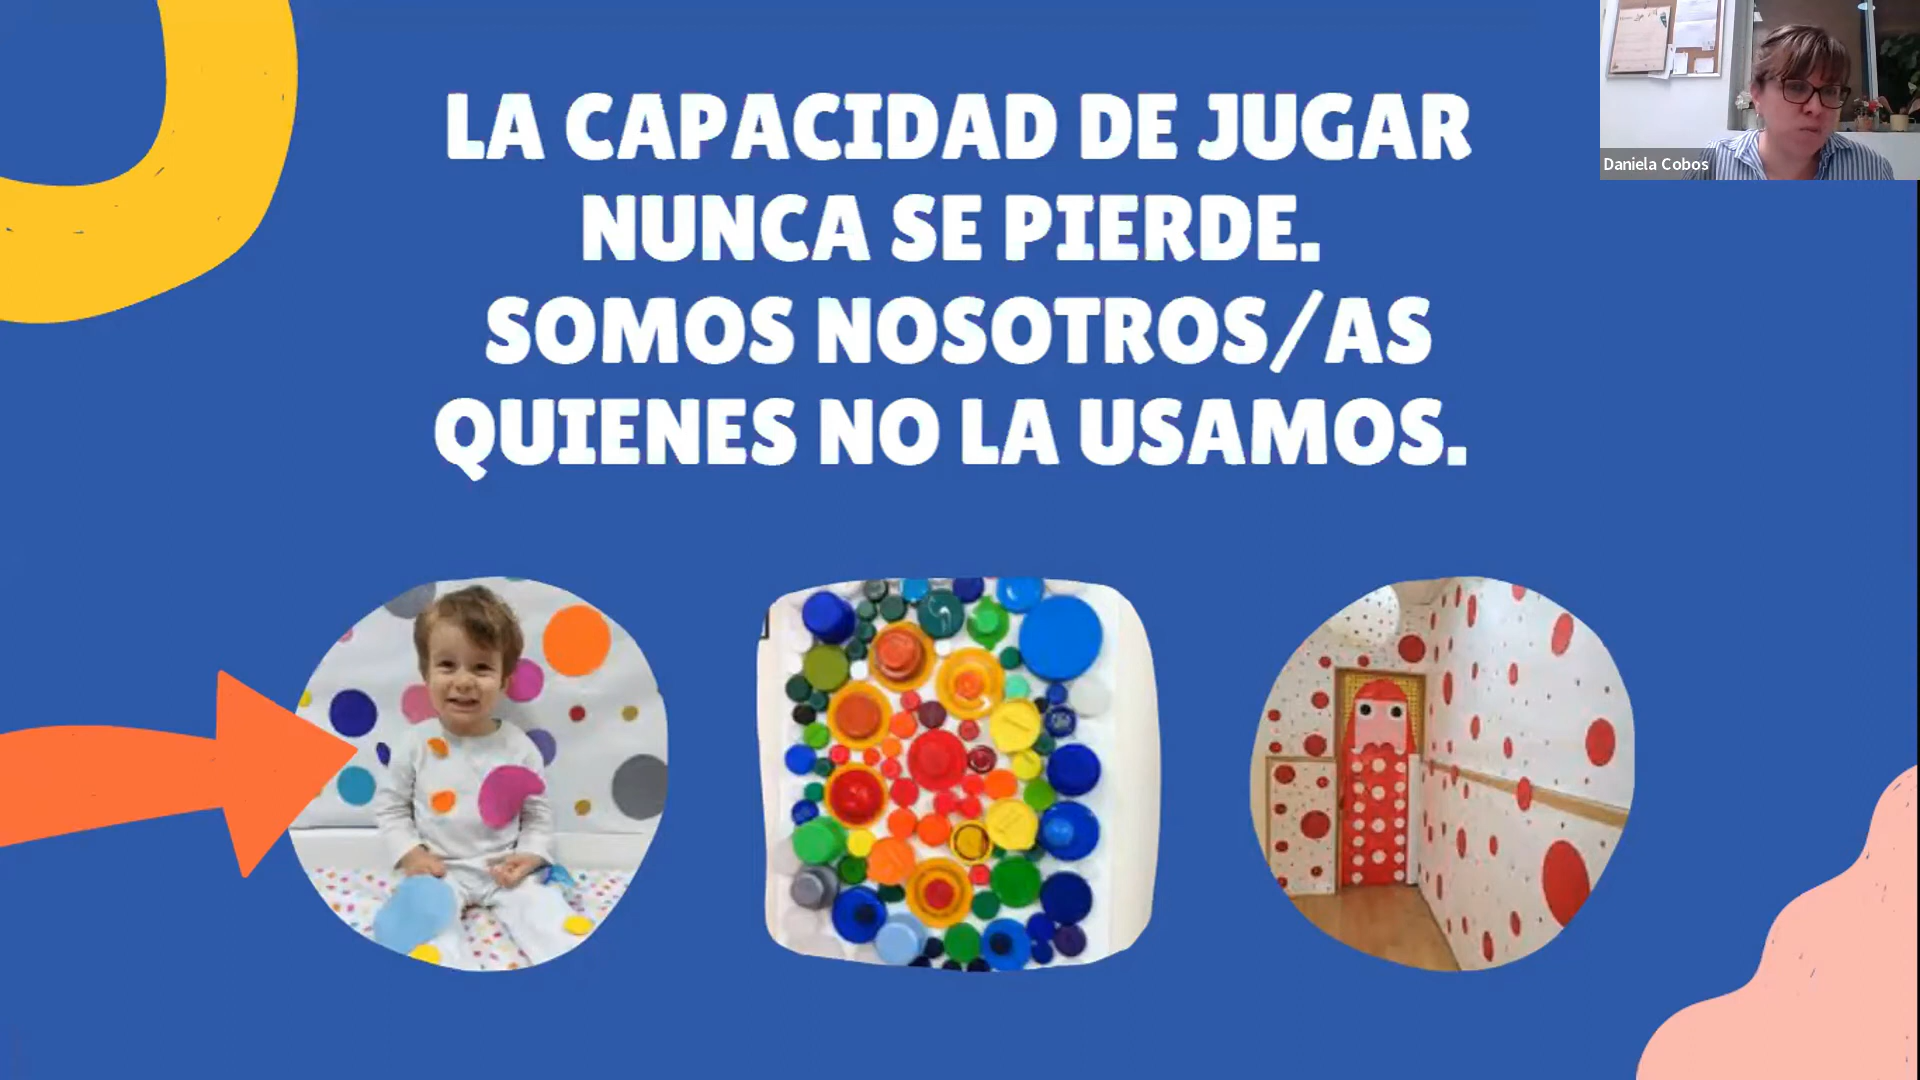 LA CAPACIDAD DE JUGAR
NUNCA SE PIERDE.
SOMOS NOSOTROS/AS
QUIENES NO LA USAMOS.
Daniela Cobos